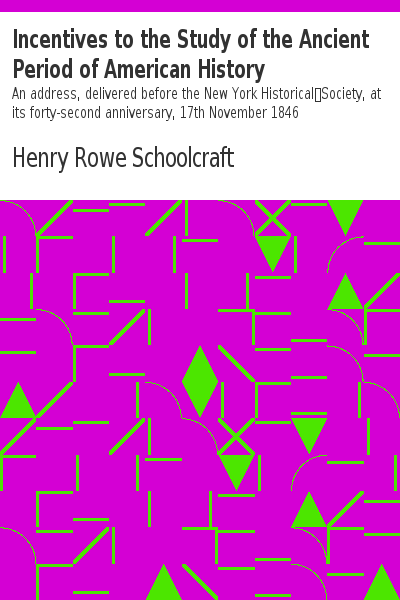 Incentives to the Study of the Ancient
Period of American History
An address, delivered before the New York Historical▯Society, at
its forty-second anniversary, 17th November 1846
Henry Rowe Schoolcraft